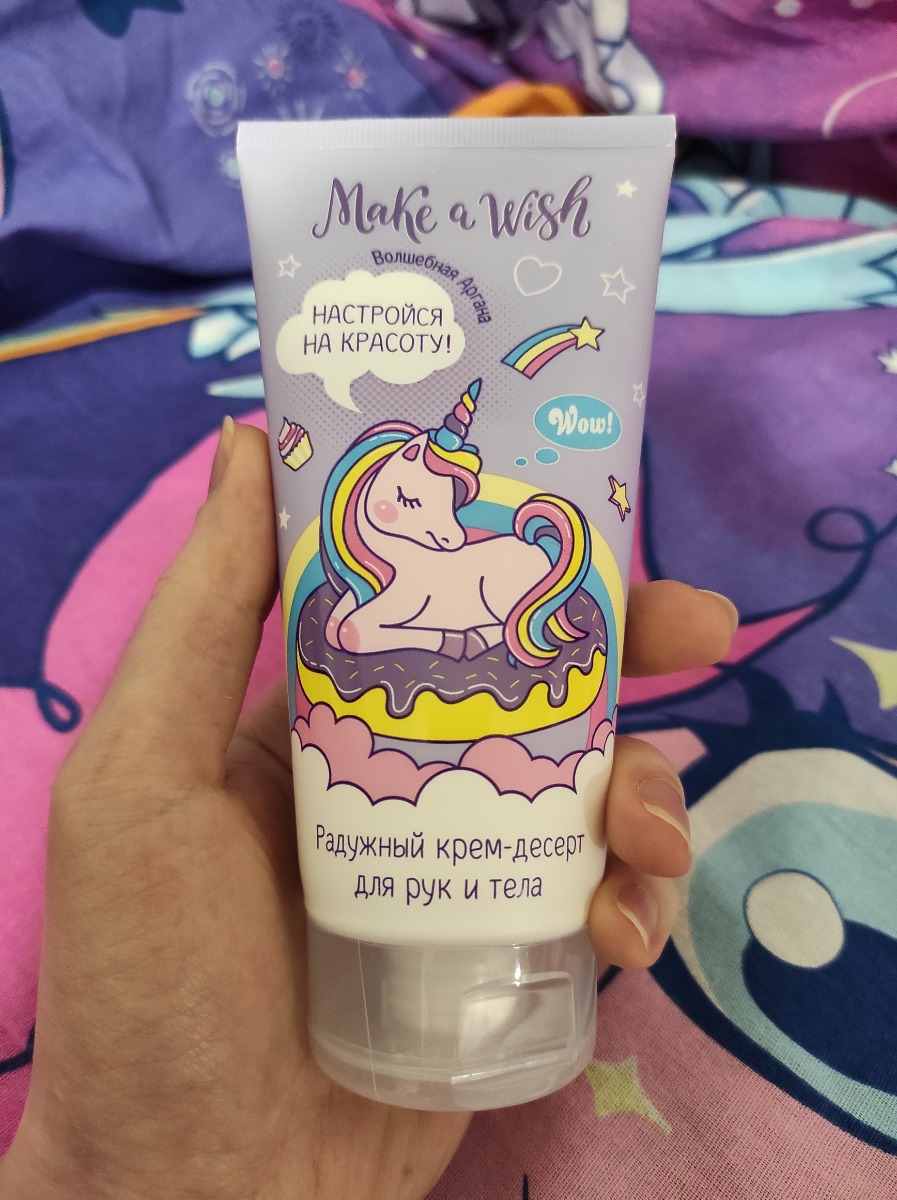 Make a Wish
Волшебная Аргана
НАСТРОЙСЯ
НА КРАСОТУ!
Wow!
Радужный крем-десерт
для рук и тела